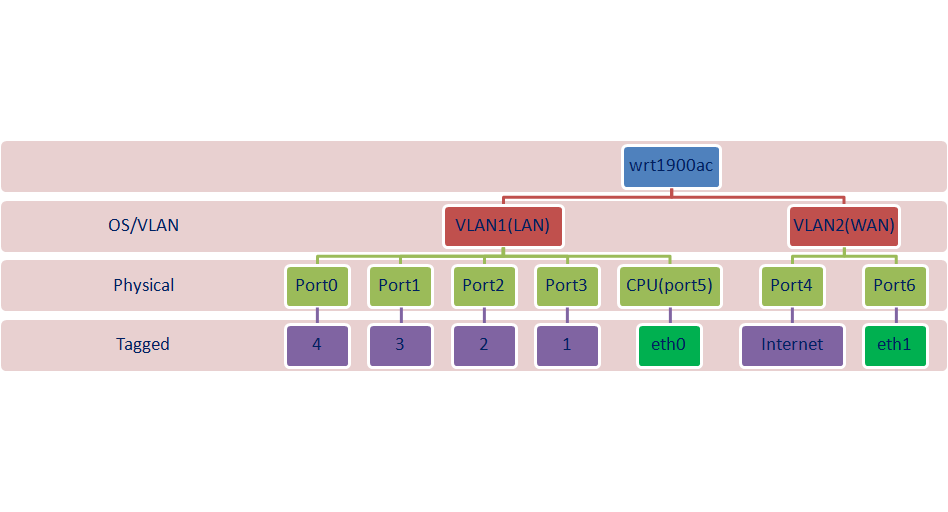 wrt1900ac
OS/VLAN VLAN1(LAN) VLAN2(WAN)
Physical Port0 Port1 Port2 Port3 CPU(port5) Port4 Port6
Tagged 4 3 2 1 eth0 Internet eth1